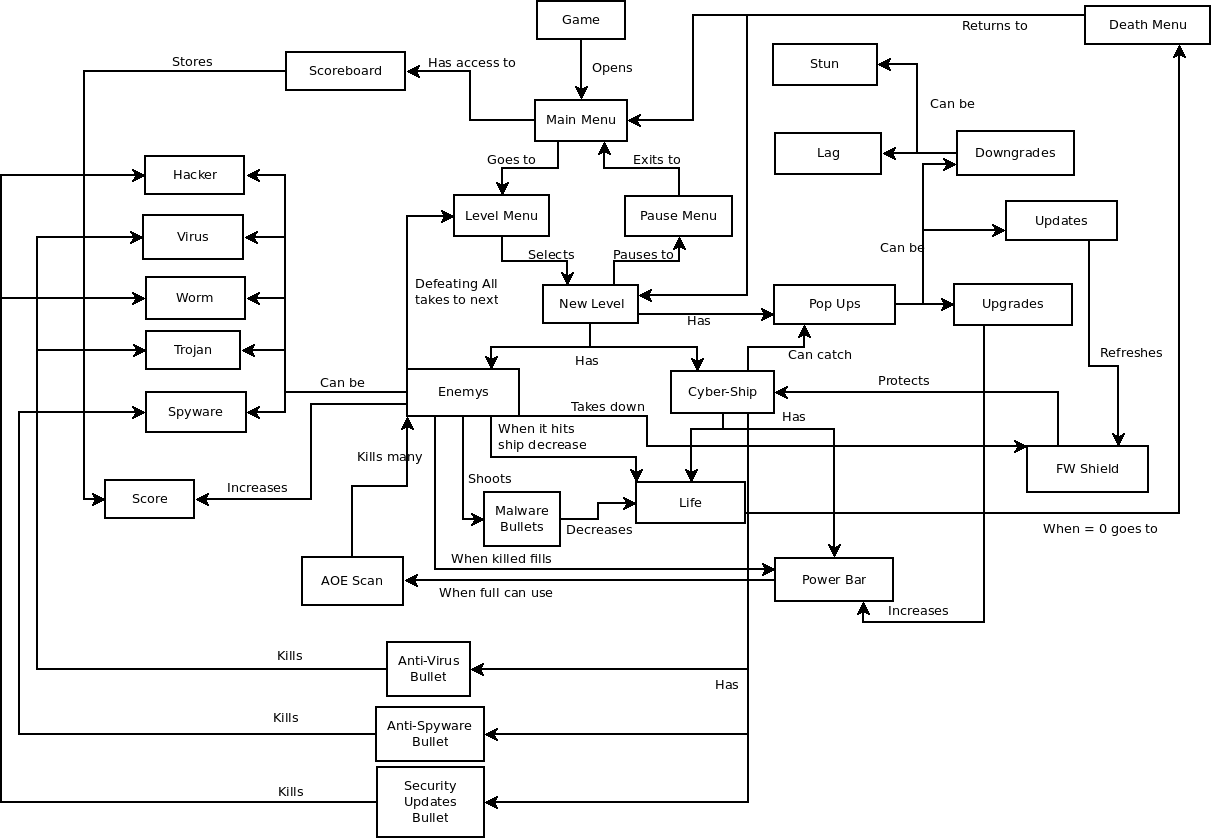 Game
Death Menu
Returns to
Stores
Scoreboard
Has access to
Opens
Stun
Can be
Main Menu
Lag
Downgrades
Goes to
Exits to
Hacker
Level Menu
Pause Menu
Updates
Virus
Can be
Selects
Pauses to
Defeating All
takes to next
Worm
New Level
Pop Ups
Upgrades
Has
Trojan
Has
Can catch
Refreshes
Can be
Enemys
Cyber-Ship
Protects
Spyware
Takes down
Has
When it hits
ship decrease
Kills many
FW Shield
Score
Increases
Shoots
Malware
Bullets
Life
Decreases
When = 0 goes to
When killed fills
AOE Scan
Power Bar
When full can use
Increases
Kills
Anti-Virus
Bullet
Has
Kills
Anti-Spyware
Bullet
Kills
Security
Updates
Bullet